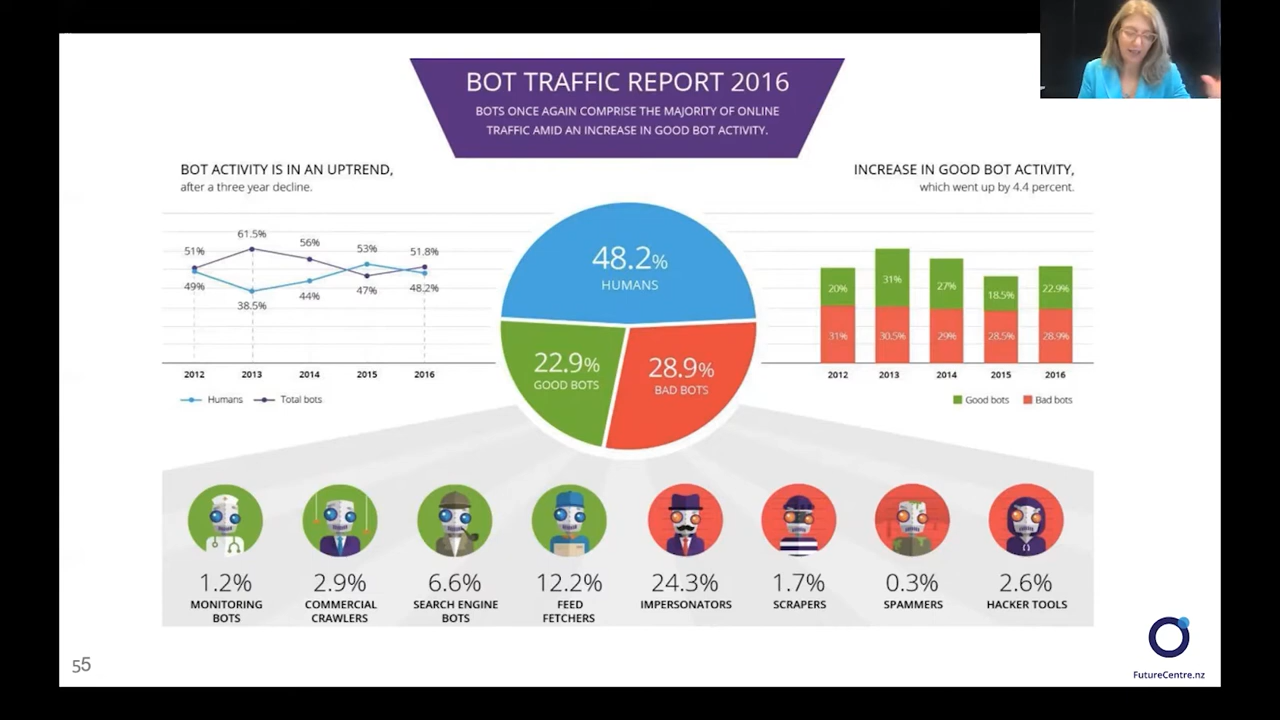 BOT TRAFFIC REPORT 2016
BOTS ONCE AGAIN COMPRISE THE MAJORITY OF ONLINE
TRAFFIC AMID AN INCREASE IN GOOD BOT ACTIVITY.
BOT ACTIVITY IS IN AN UPTREND,
after a three year decline.
51%
61.5%
56%
53%
51.8%
49%
38.5%
44%
47%
48.2%
2012
2013
2014
2015
2016
Humans
Total bots
48.2%
HUMANS
22.9%
GOOD BOTS
28.9%
BAD BOTS
INCREASE IN GOOD BOT ACTIVITY,
which went up by 4.4 percent.
20%
31%
27%
18.5%
22.9%
31%
30.5%
29%
28.5%
28.9%
2012
2013
2014
2015
2016
Good bots
Bad bots
1.2%
MONITORING
BOTS
2.9%
COMMERCIAL
CRAWLERS
6.6%
SEARCH ENGINE
BOTS
12.2%
FEED
FETCHERS
24.3%
IMPERSONATORS
1.7%
SCRAPERS
0.3%
SPAMMERS
2.6%
HACKER TOOLS
55
FutureCentre.nz